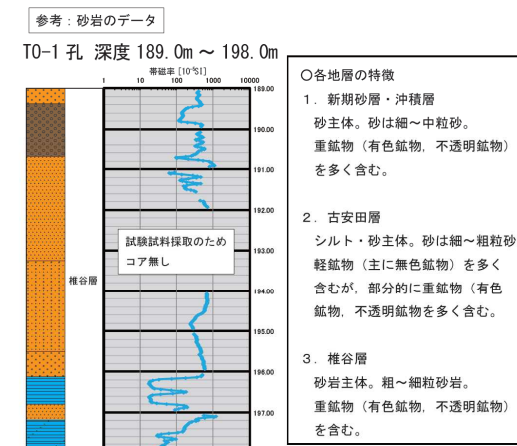 参考：砂岩のデータ
TO-1 孔 深度 189.0m ～ 198.0m
帯磁率 [10⁻⁵SI]
1 10 100 1000 10000
189.00
190.00
191.00
192.00
193.00
194.00
195.00
196.00
197.00
試験試料採取のため
コア無し
椎谷層
○各地層の特徴
1．新期砂層・沖積層
砂主体。砂は細～中粒砂。
重鉱物（有色鉱物，不透明鉱物）
を多く含む。
2．古安田層
シルト・砂主体。砂は細～粗粒砂
軽鉱物（主に無色鉱物）を多く
含むが，部分的に重鉱物（有色
鉱物，不透明鉱物を多く含む。
3．椎谷層
砂岩主体。粗～細粒砂岩。
重鉱物（有色鉱物，不透明鉱物）
を含む。